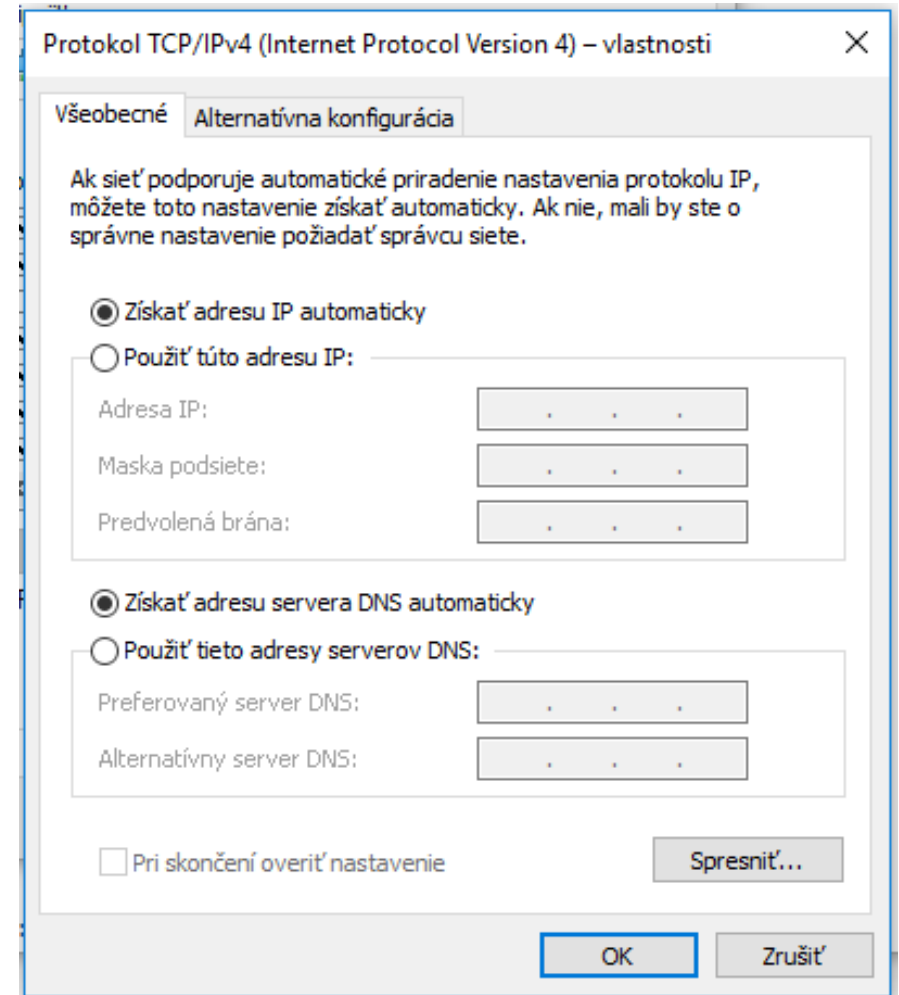 Protokol TCP/IPv4 (Internet Protocol Version 4) – vlastnosti
Všeobecné
Alternatívna konfigurácia
Ak sieť podporuje automatické priradenie nastavenia protokolu IP,
môžete toto nastavenie získať automaticky. Ak nie, mali by ste o
správne nastavenie požiadať správcu siete.
Získať adresu IP automaticky
Použiť túto adresu IP:
Adresa IP:
Maska podsiete:
Predvolená brána:
Získať adresu servera DNS automaticky
Použiť tieto adresy serverov DNS:
Preferovaný server DNS:
Alternatívny server DNS:
Pri skončení overiť nastavenie
Spresniť...
OK
Zrušiť